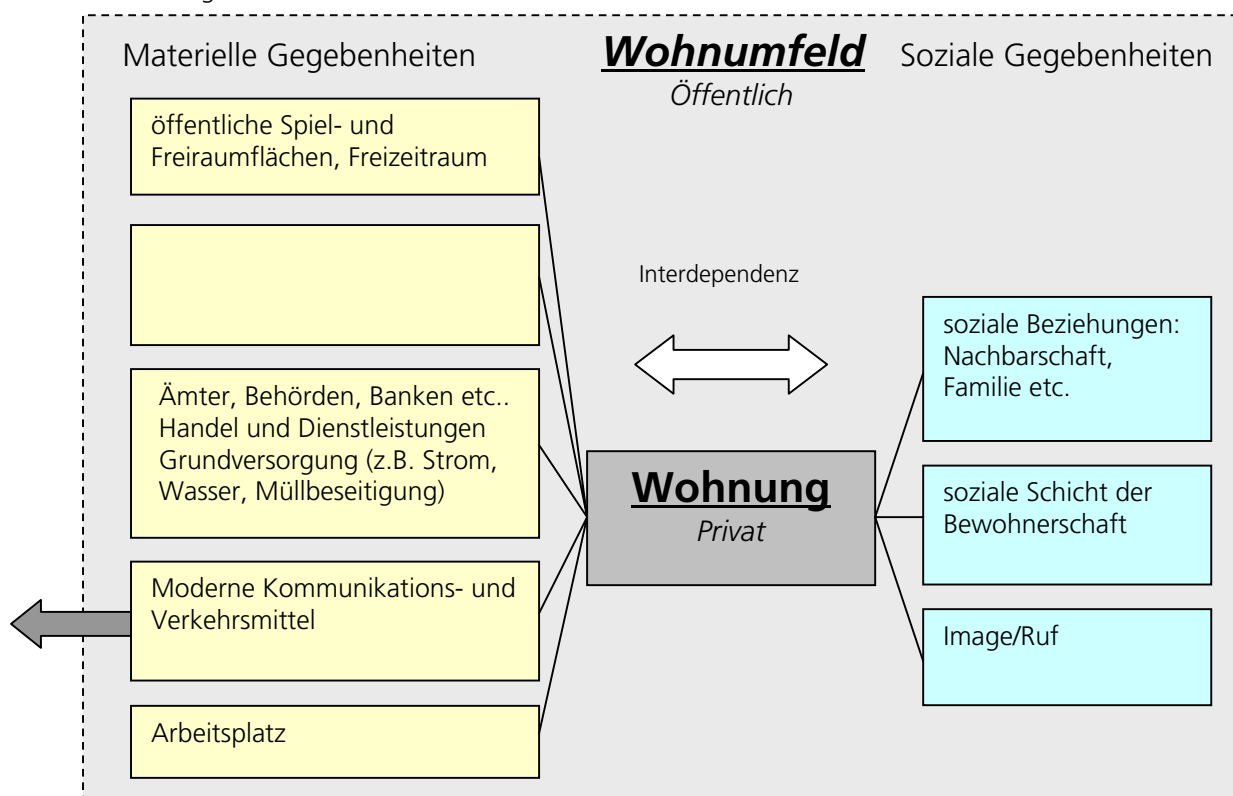 Materielle Gegebenheiten
Wohnumfeld
Öffentlich
Soziale Gegebenheiten
öffentliche Spiel- und
Freiraumflächen, Freizeitraum
Interdependenz
Ämter, Behörden, Banken etc..
Handel und Dienstleistungen
Grundversorgung (z.B. Strom,
Wasser, Müllbeseitigung)
Moderne Kommunikations- und
Verkehrsmittel
Arbeitsplatz
Wohnung
Privat
soziale Beziehungen:
Nachbarschaft,
Familie etc.
soziale Schicht der
Bewohnerschaft
Image/Ruf